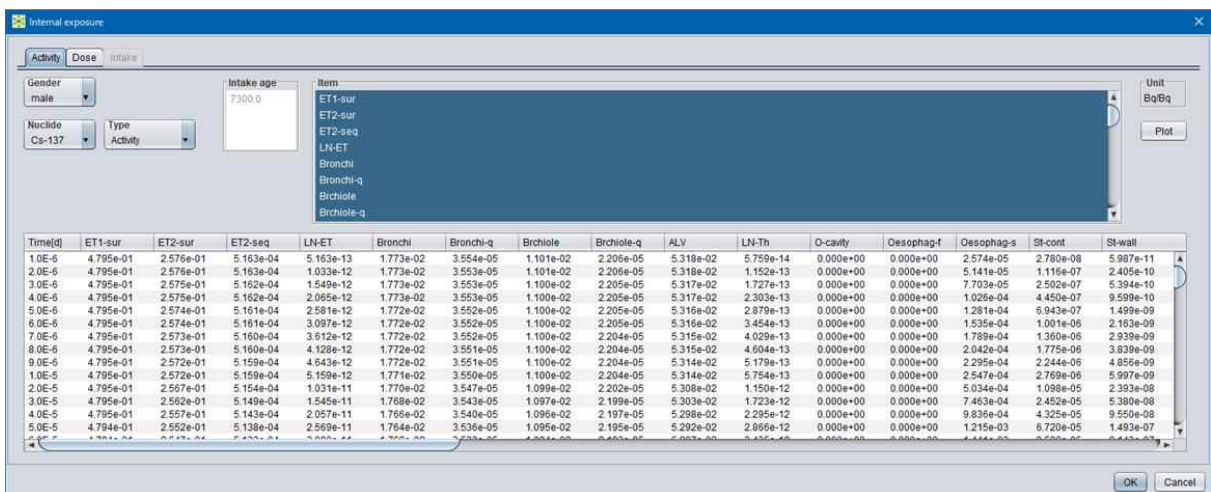 Internal exposure
Activity Dose Intake
Gender
male
Nuclide
Cs-137
Type
Activity
Intake age
7300.0
Item
ET1-sur
ET2-sur
ET2-seq
LN-ET
Bronchi
Bronchi-q
Brchiole
Brchiole-q
Unit
Bq/Bq
Plot
Time[d] ET1-sur ET2-sur ET2-seq LN-ET Bronchi Bronchi-q Brchiole Brchiole-q ALV LN-Th O-cavity Oesophag-f Oesophag-s St-cont St-wall
1.0E-6 4.795e-01 2.576e-01 5.163e-04 5.163e-13 1.773e-02 3.554e-05 1.101e-02 2.206e-05 5.318e-02 5.759e-14 0.000e+00 0.000e+00 2.574e-05 2.780e-08 5.987e-11
2.0E-6 4.795e-01 2.576e-01 5.163e-04 1.033e-12 1.773e-02 3.553e-05 1.100e-02 2.206e-05 5.318e-02 1.152e-13 0.000e+00 0.000e+00 5.141e-05 1.116e-07 2.405e-10
3.0E-6 4.795e-01 2.575e-01 5.162e-04 1.549e-12 1.773e-02 3.553e-05 1.100e-02 2.205e-05 5.317e-02 1.727e-13 0.000e+00 0.000e+00 7.703e-05 2.502e-07 5.394e-10
4.0E-6 4.795e-01 2.575e-01 5.162e-04 2.065e-12 1.773e-02 3.553e-05 1.100e-02 2.205e-05 5.317e-02 2.303e-13 0.000e+00 0.000e+00 1.026e-04 4.450e-07 9.599e-10
5.0E-6 4.795e-01 2.574e-01 5.161e-04 2.581e-12 1.772e-02 3.552e-05 1.100e-02 2.205e-05 5.316e-02 2.879e-13 0.000e+00 0.000e+00 1.281e-04 6.943e-07 1.499e-09
6.0E-6 4.795e-01 2.574e-01 5.161e-04 3.097e-12 1.772e-02 3.552e-05 1.100e-02 2.205e-05 5.316e-02 3.454e-13 0.000e+00 0.000e+00 1.535e-04 1.001e-06 2.163e-09
7.0E-6 4.795e-01 2.573e-01 5.160e-04 3.612e-12 1.772e-02 3.552e-05 1.100e-02 2.204e-05 5.315e-02 4.029e-13 0.000e+00 0.000e+00 1.789e-04 1.360e-06 2.939e-09
8.0E-6 4.795e-01 2.573e-01 5.160e-04 4.128e-12 1.772e-02 3.551e-05 1.100e-02 2.204e-05 5.315e-02 4.604e-13 0.000e+00 0.000e+00 2.042e-04 1.775e-06 3.839e-09
9.0E-6 4.795e-01 2.572e-01 5.159e-04 4.643e-12 1.772e-02 3.551e-05 1.100e-02 2.204e-05 5.314e-02 5.179e-13 0.000e+00 0.000e+00 2.295e-04 2.244e-06 4.856e-09
1.0E-5 4.795e-01 2.572e-01 5.159e-04 5.159e-12 1.771e-02 3.550e-05 1.100e-02 2.204e-05 5.314e-02 5.754e-13 0.000e+00 0.000e+00 2.547e-04 2.769e-06 5.997e-09
2.0E-5 4.795e-01 2.567e-01 5.154e-04 1.031e-11 1.770e-02 3.547e-05 1.099e-02 2.202e-05 5.308e-02 1.150e-12 0.000e+00 0.000e+00 5.034e-04 1.098e-05 2.393e-08
3.0E-5 4.795e-01 2.562e-01 5.149e-04 1.545e-11 1.768e-02 3.543e-05 1.097e-02 2.199e-05 5.303e-02 1.723e-12 0.000e+00 0.000e+00 7.463e-04 2.452e-05 5.380e-08
4.0E-5 4.794e-01 2.557e-01 5.143e-04 2.057e-11 1.766e-02 3.540e-05 1.096e-02 2.197e-05 5.298e-02 2.295e-12 0.000e+00 0.000e+00 9.836e-04 4.325e-05 9.550e-08
5.0E-5 4.794e-01 2.552e-01 5.138e-04 2.569e-11 1.764e-02 3.536e-05 1.095e-02 2.195e-05 5.292e-02 2.866e-12 0.000e+00 0.000e+00 1.215e-03 6.720e-05 1.493e-07
OK Cancel